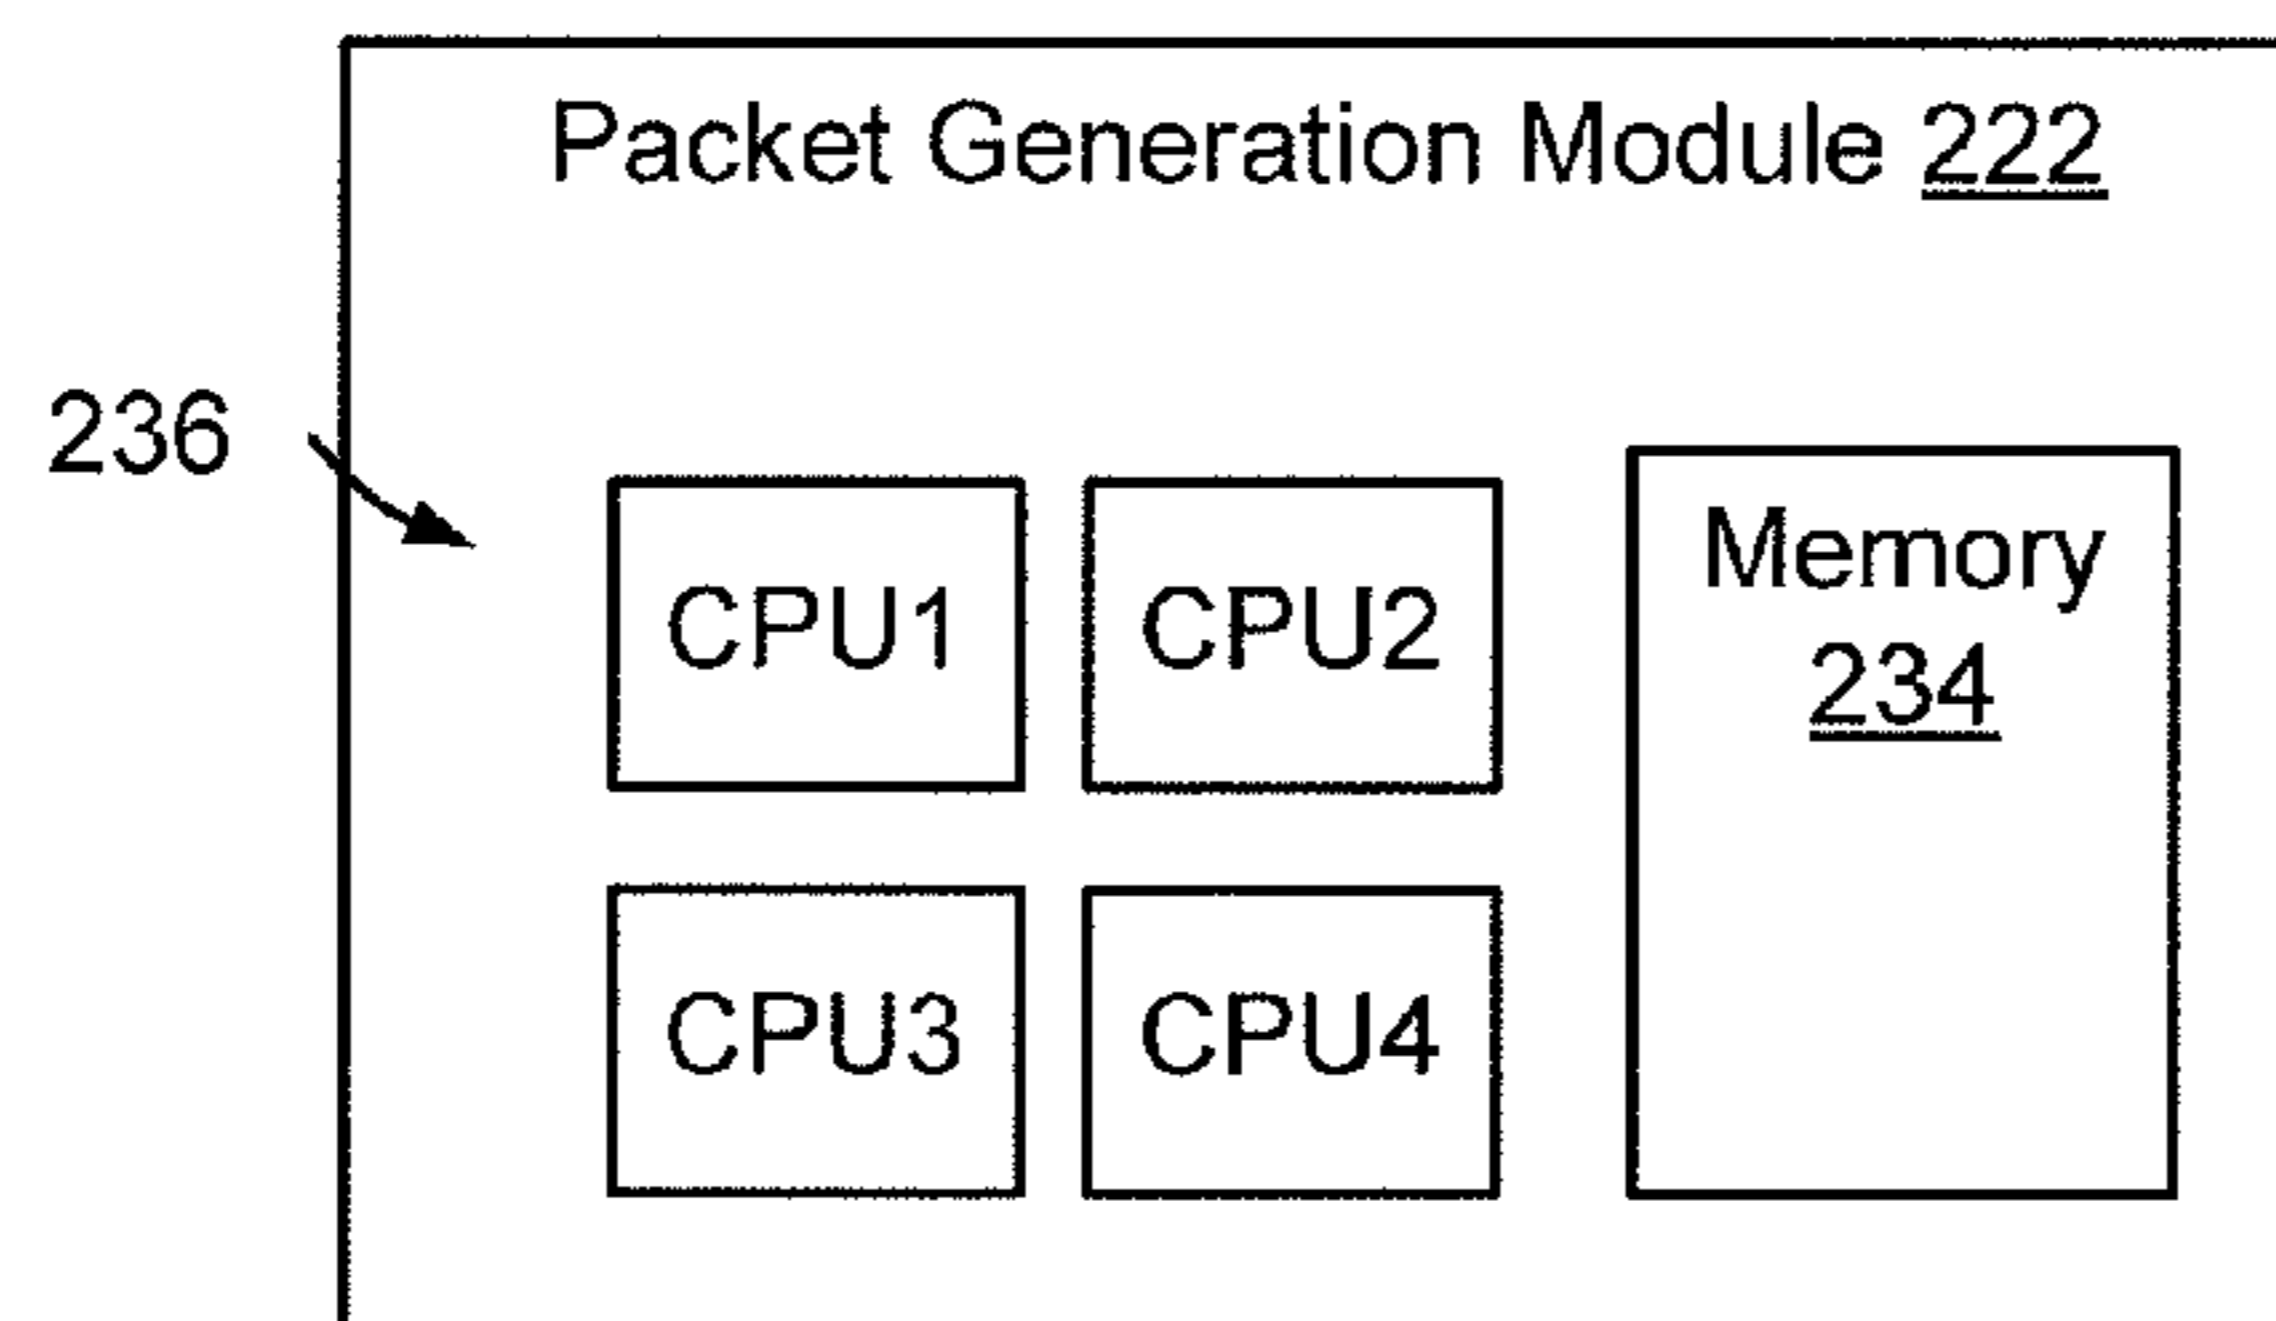 Packet Generation Module 222
236
CPU1
CPU2
Memory
234
CPU3
CPU4